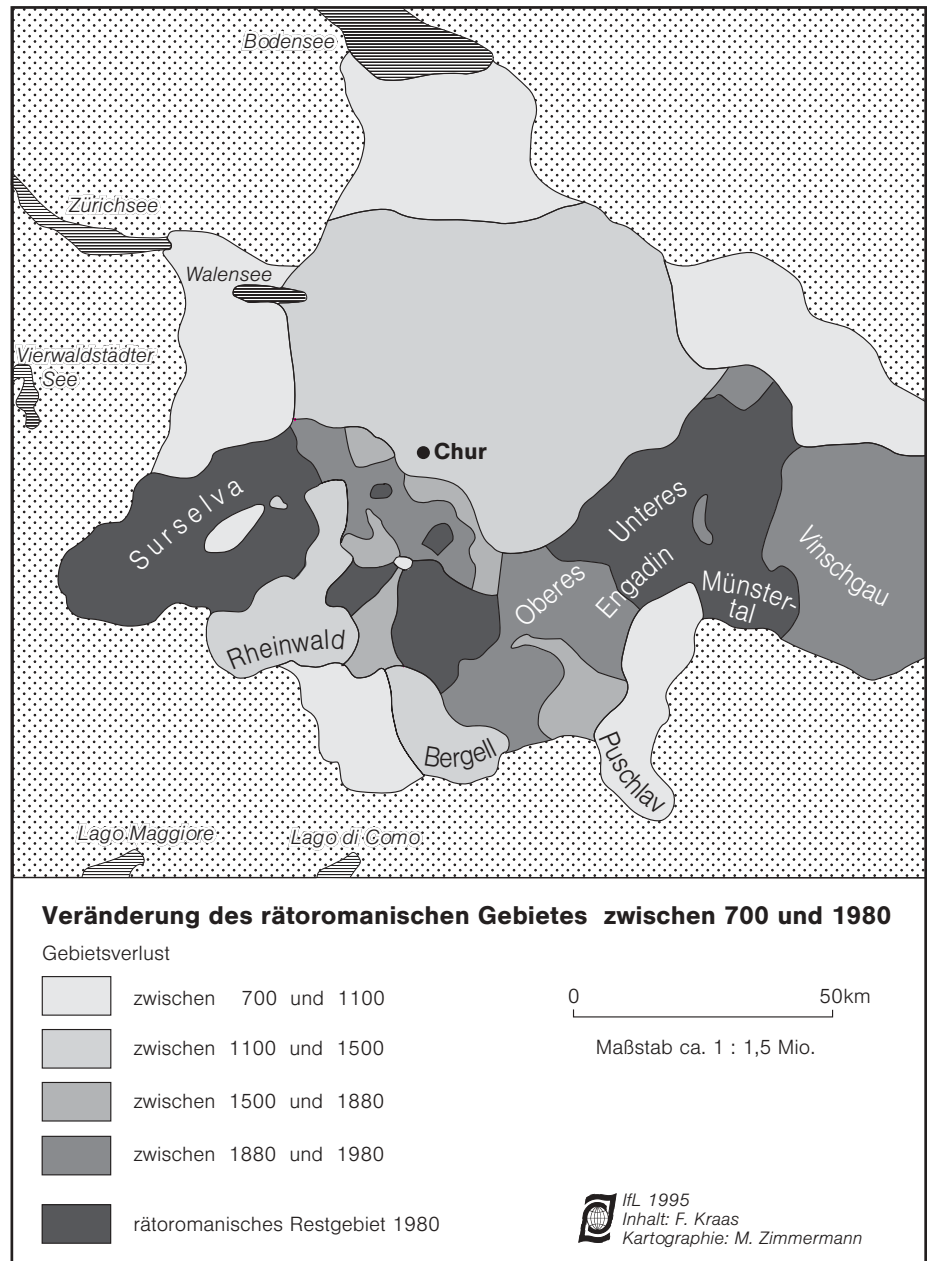 Bodensee
Zürichsee
Walensee
Vierwaldstädter
See
Chur
Surselva
Unteres
Vinschgau
Oberes
Engadin
Münster-
tal
Rheinwald
Bergell
Puschlav
Lago Maggiore
Lago di Como
Veränderung des rätoromanischen Gebietes zwischen 700 und 1980
Gebietsverlust
zwischen 700 und 1100
0 50km
zwischen 1100 und 1500
Maßstab ca. 1 : 1,5 Mio.
zwischen 1500 und 1880
zwischen 1880 und 1980
rätoromanisches Restgebiet 1980
IfL 1995
Inhalt: F. Kraas
Kartographie: M. Zimmermann